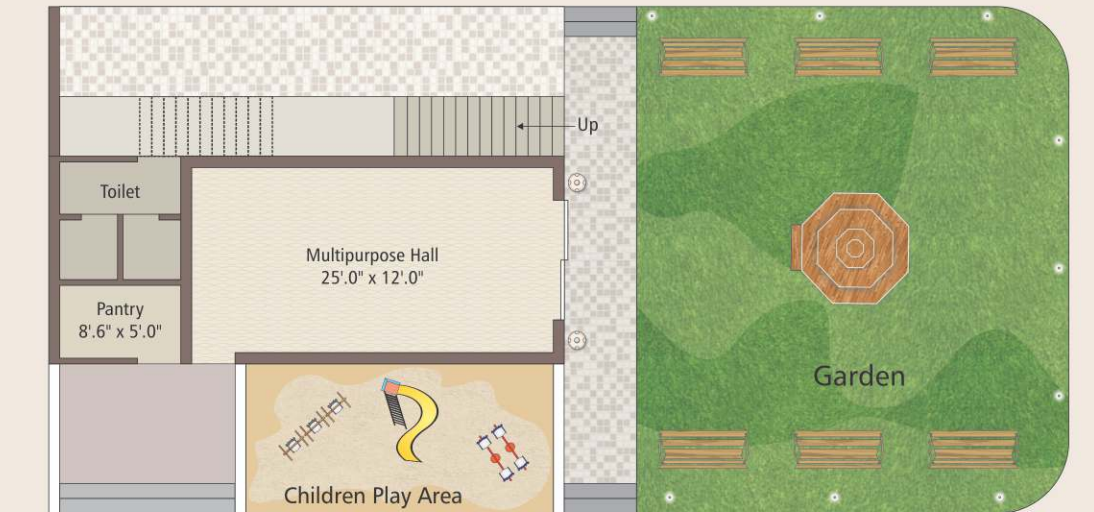 Up
Toilet
Multipurpose Hall
25'.0" x 12'.0"
Pantry
8'.6" x 5'.0"
Garden
Children Play Area